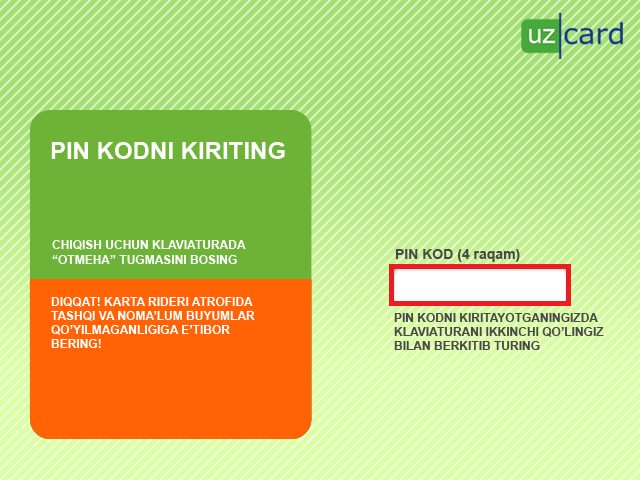 uz card
PIN KODNI KIRITING
CHIQISH UCHUN KLAVIATURADA
“OTMEHA” TUGMASINI BOSING
DIQQAT! KARTA RIDERI ATROFIDA
TASHQI VA NOMA’LUM BUYUMLAR
QO’YILMAGANLIGIGA E’TIBOR
BERING!
PIN KOD (4 raqam)
PIN KODNI KIRITAYOTGANINGIZDA
KLAVIATURANI IKKINCHI QO’LINGIZ
BILAN BERKITIB TURING